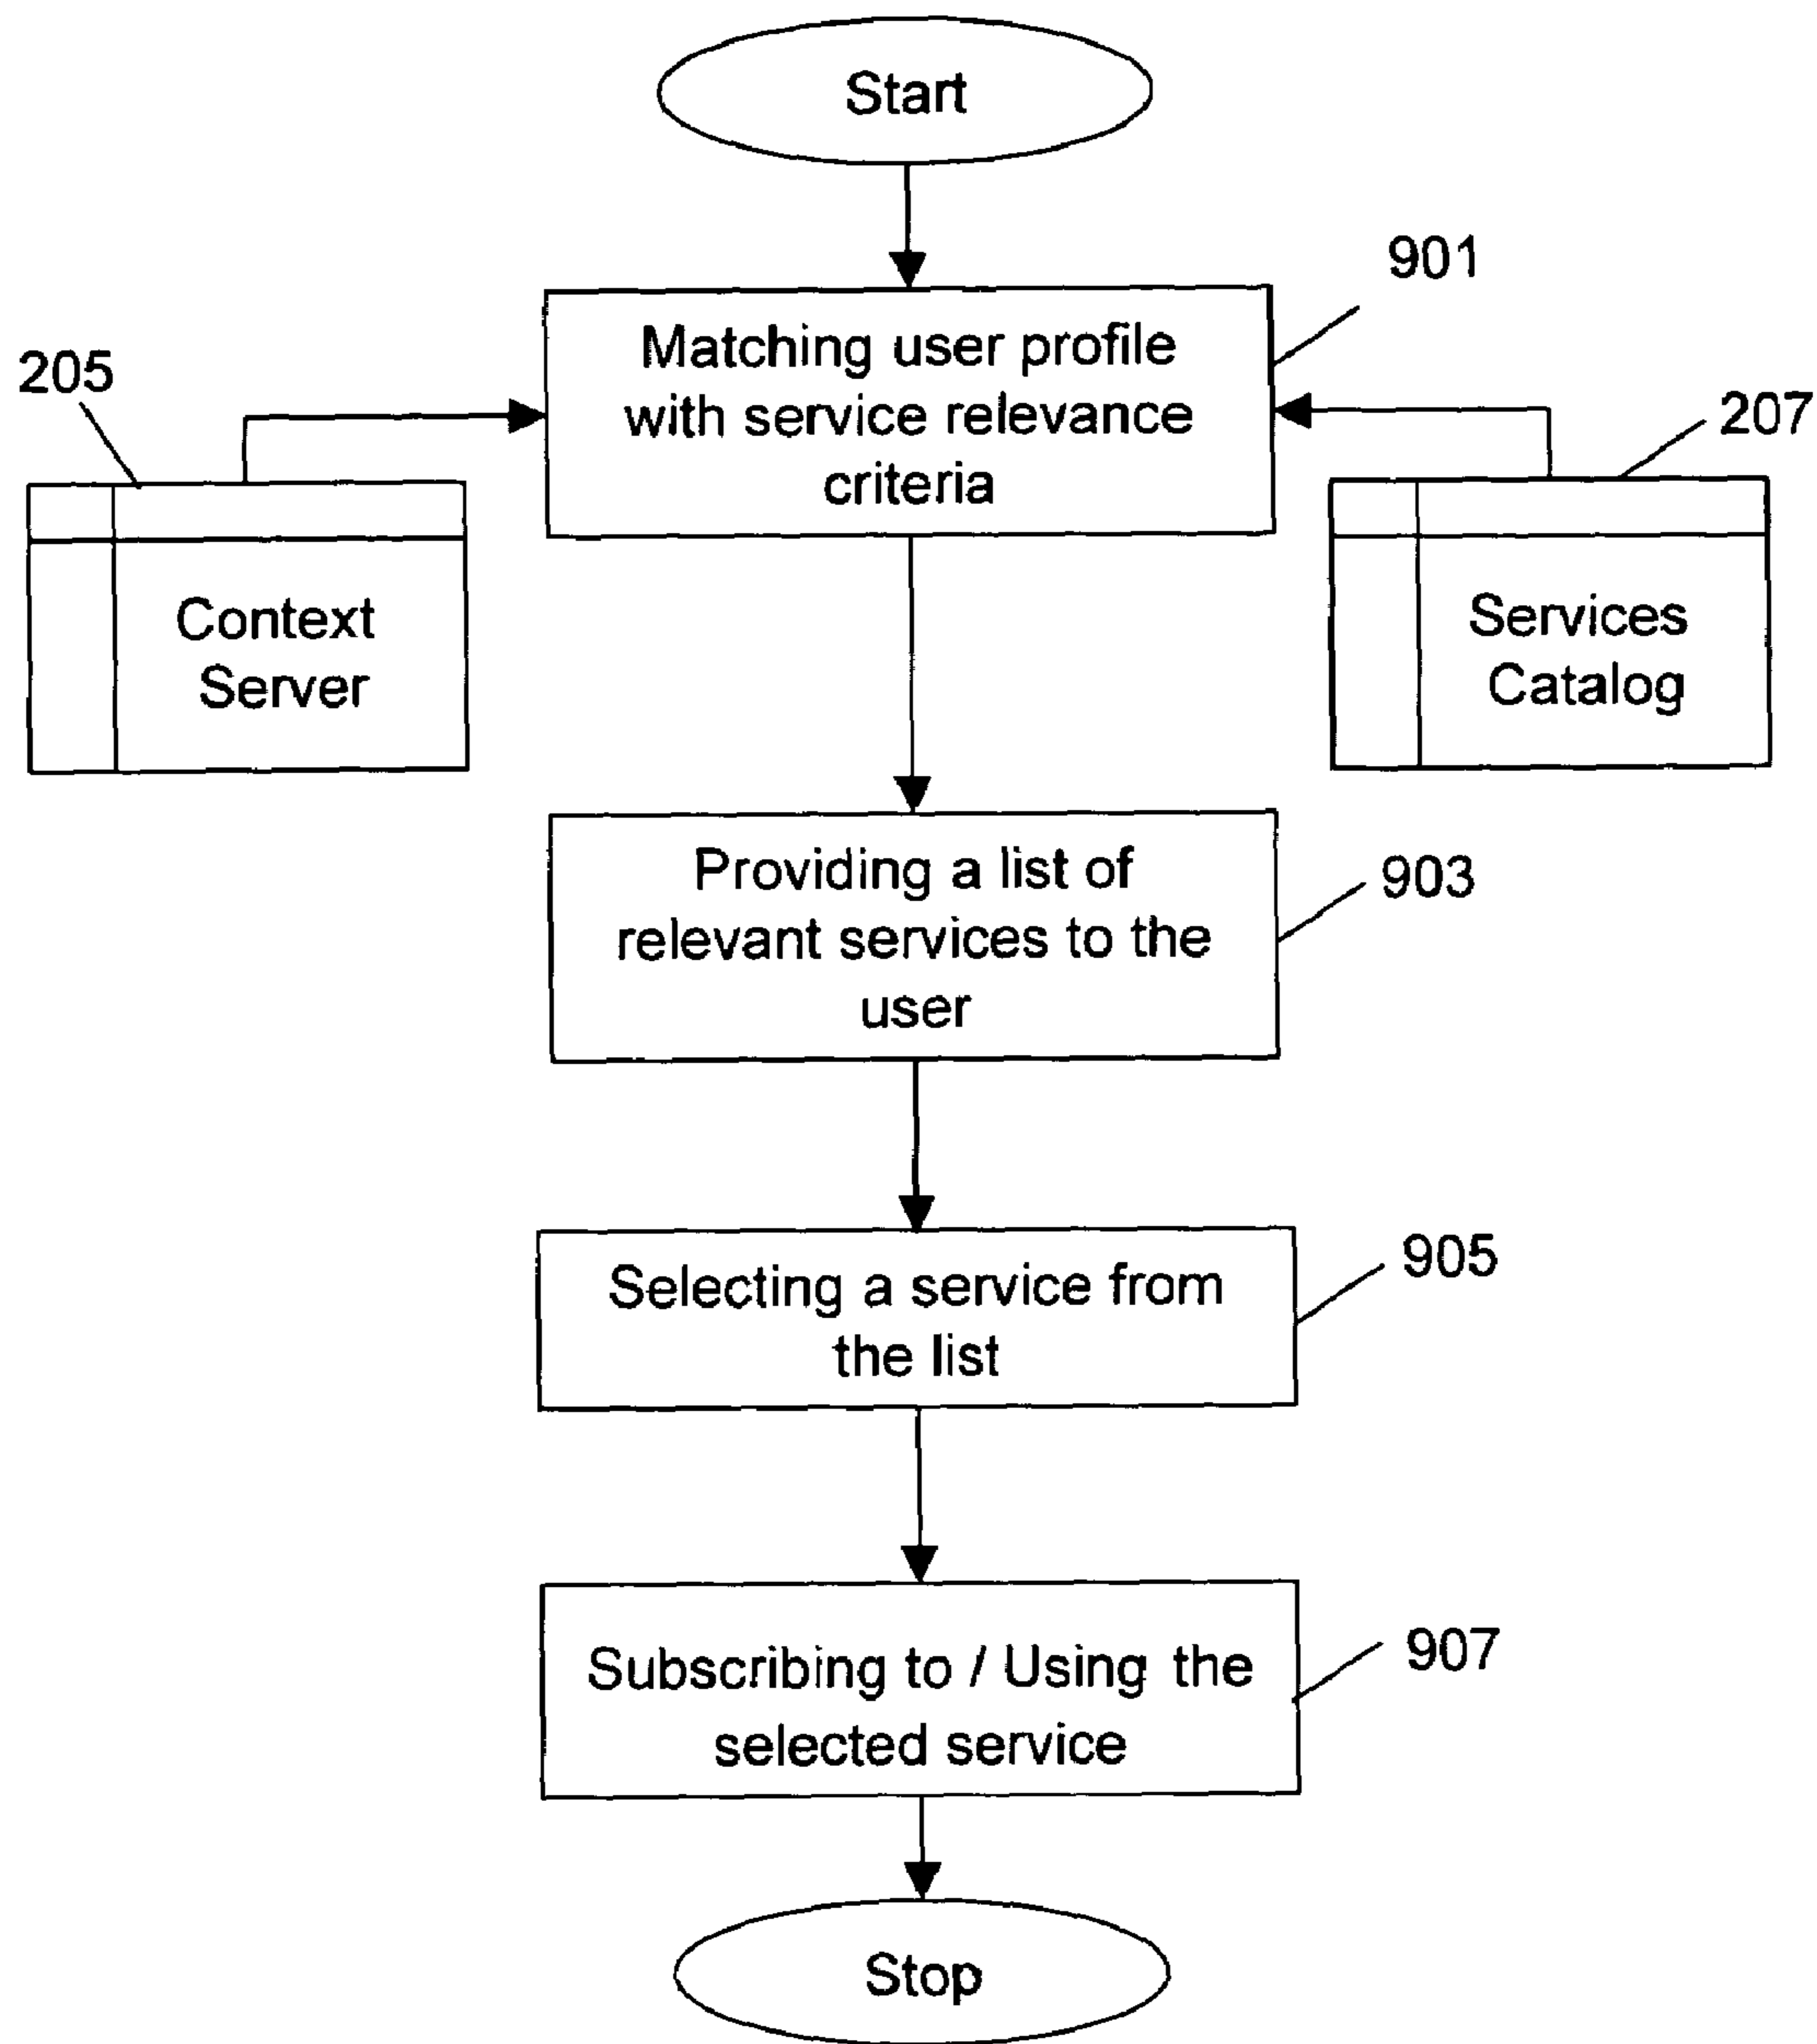 Start
901
Matching user profile
with service relevance
criteria
205
207
Context
Server
Services
Catalog
Providing a list of
relevant services to the
user
903
Selecting a service from
the list
905
Subscribing to / Using the
selected service
907
Stop